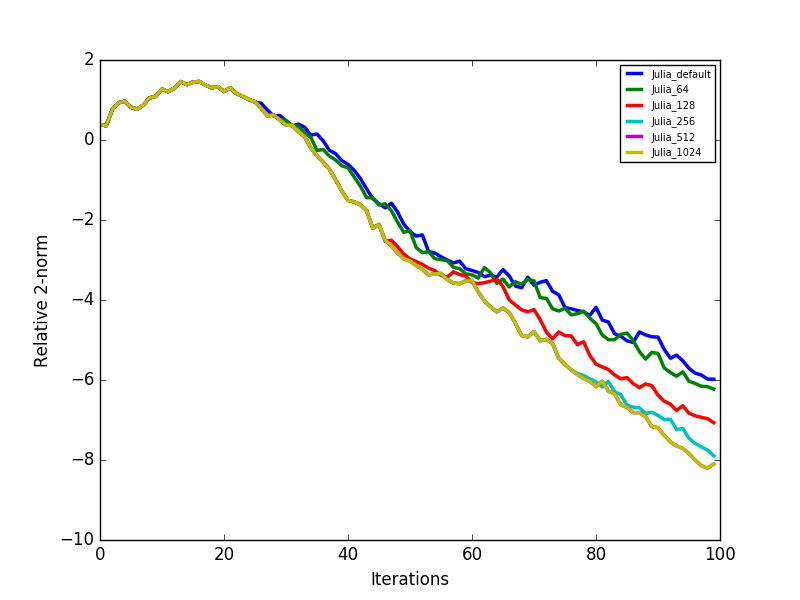 2
0
−2
−4
−6
−8
−10
0 20 40 60 80 100
Iterations
Relative 2-norm
Julia_default
Julia_64
Julia_128
Julia_256
Julia_512
Julia_1024